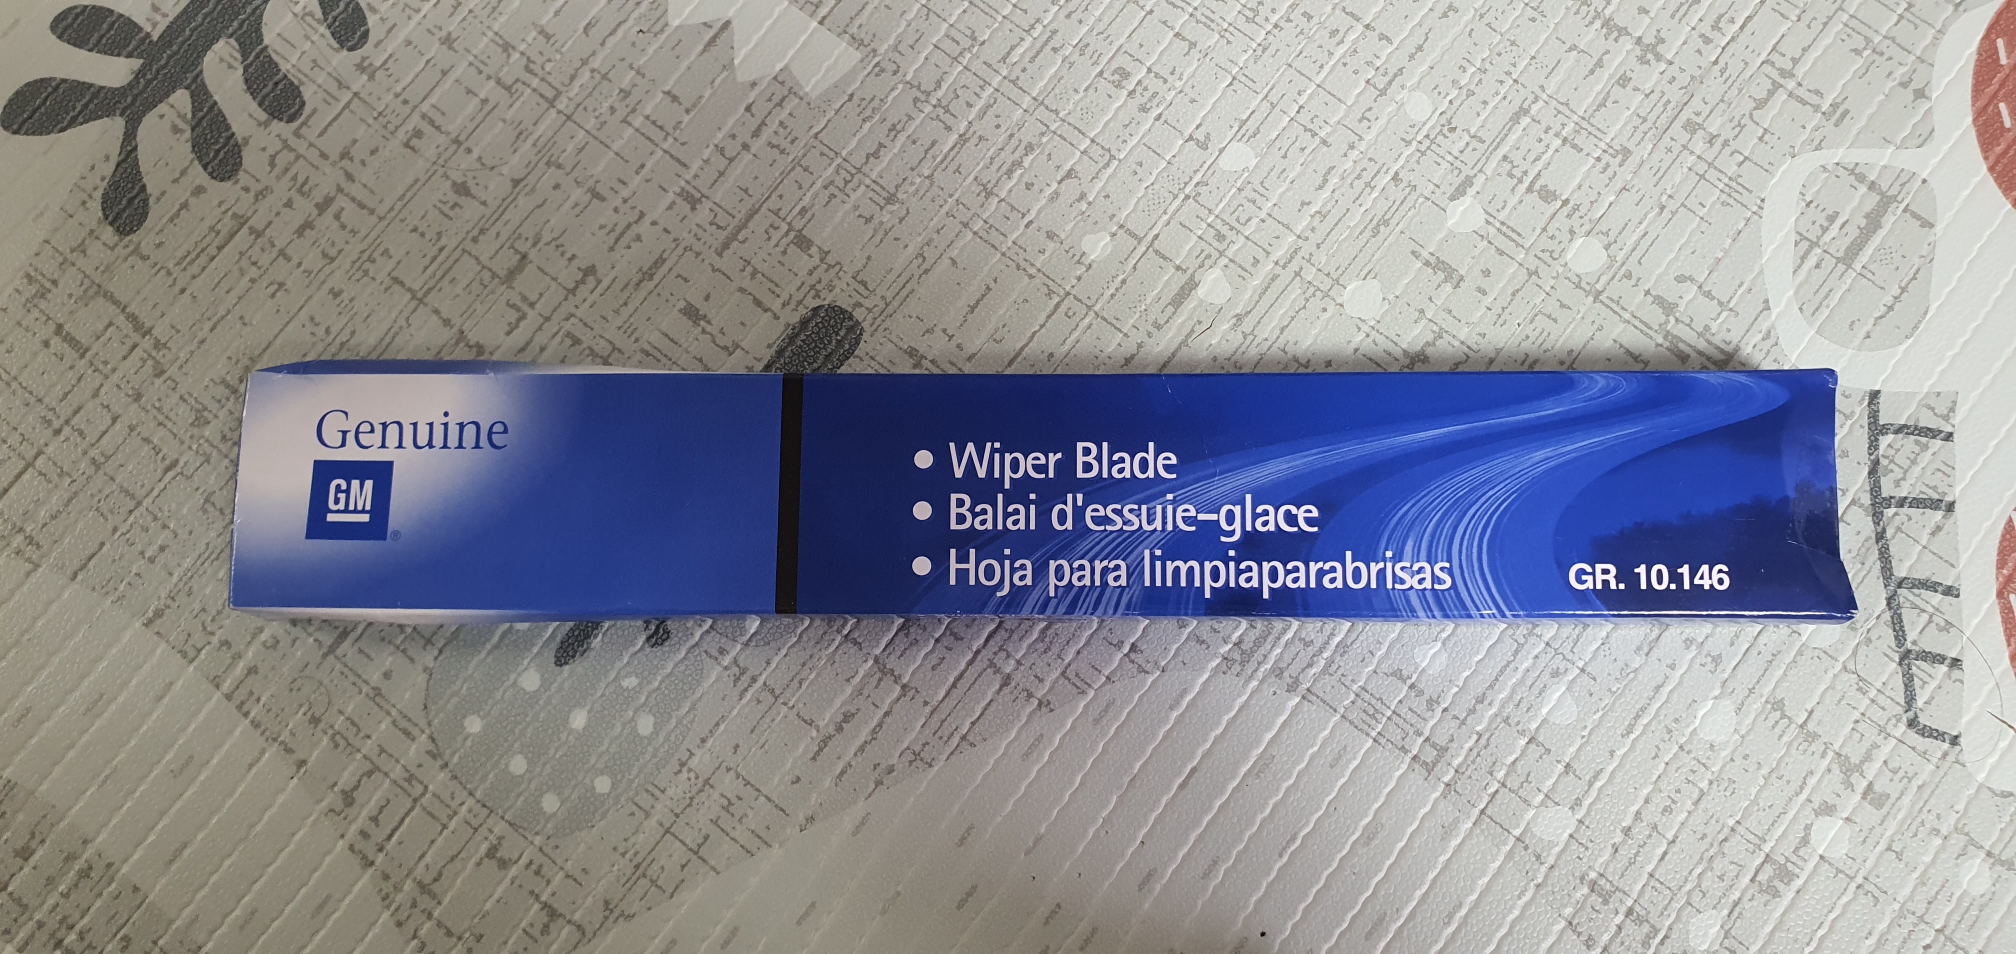 Genuine
GM
®
• Wiper Blade
• Balai d'essuie-glace
• Hoja para limpiaparabrisas
GR. 10.146